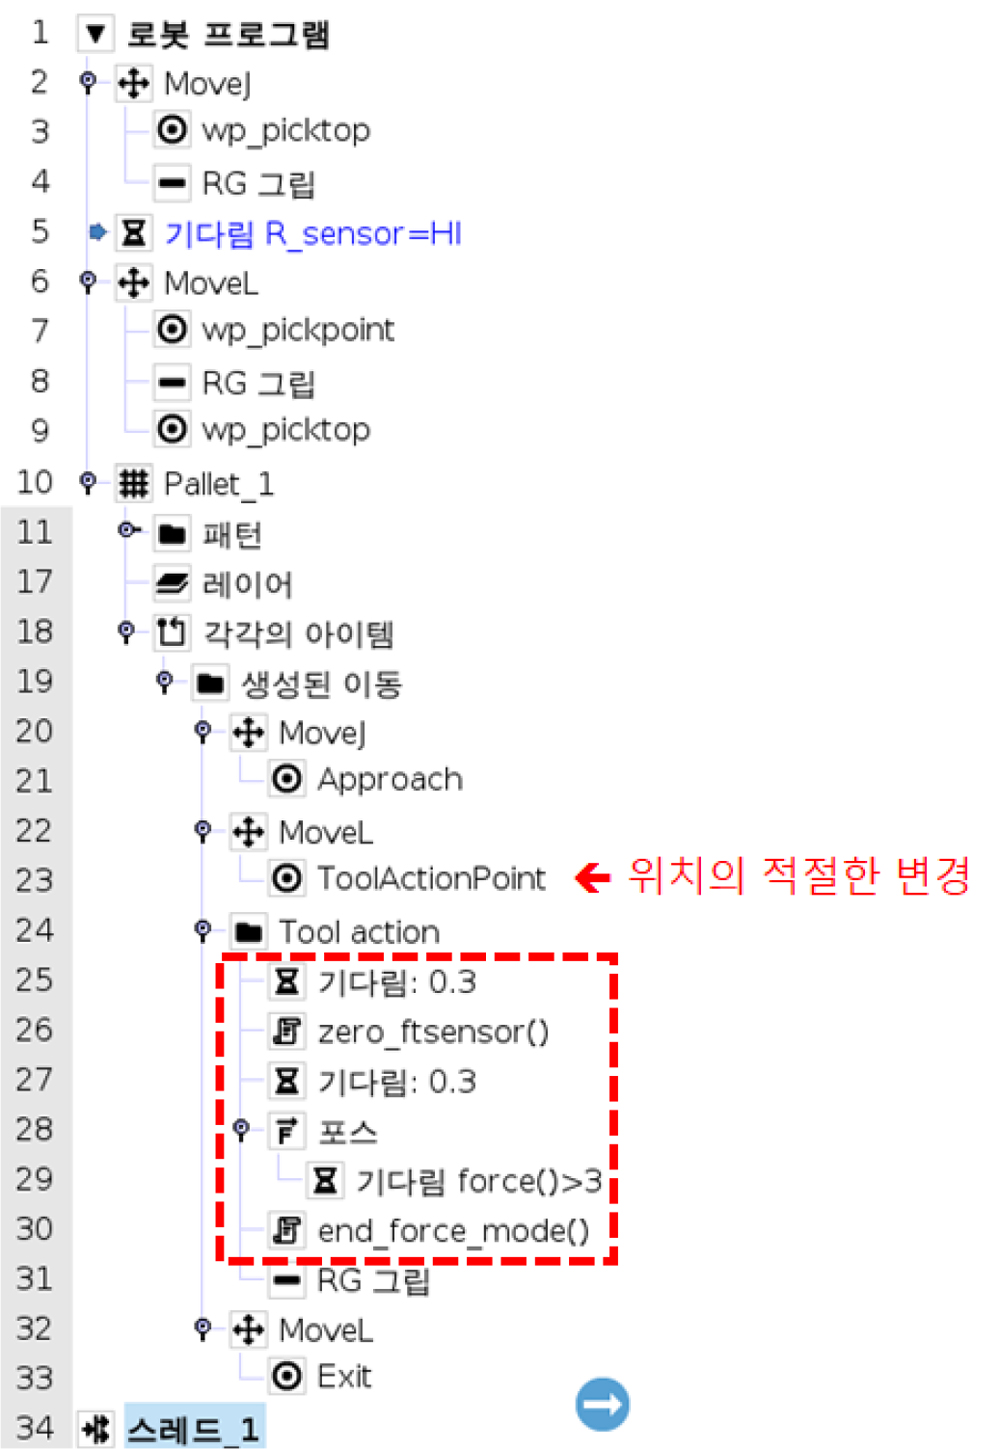 1 로봇 프로그램
2 MoveJ
3 wp_picktop
4 RG 그립
5 기다림 R_sensor=HI
6 MoveL
7 wp_pickpoint
8 RG 그립
9 wp_picktop
10 Pallet_1
11 패턴
17 레이어
18 각각의 아이템
19 생성된 이동
20 MoveJ
21 Approach
22 MoveL
23 ToolActionPoint 위치의 적절한 변경
24 Tool action
25 기다림: 0.3
26 zero_ftsensor()
27 기다림: 0.3
28 F 포스
29 기다림 force()>3
30 end_force_mode()
31 RG 그립
32 MoveL
33 Exit
34 스레드_1